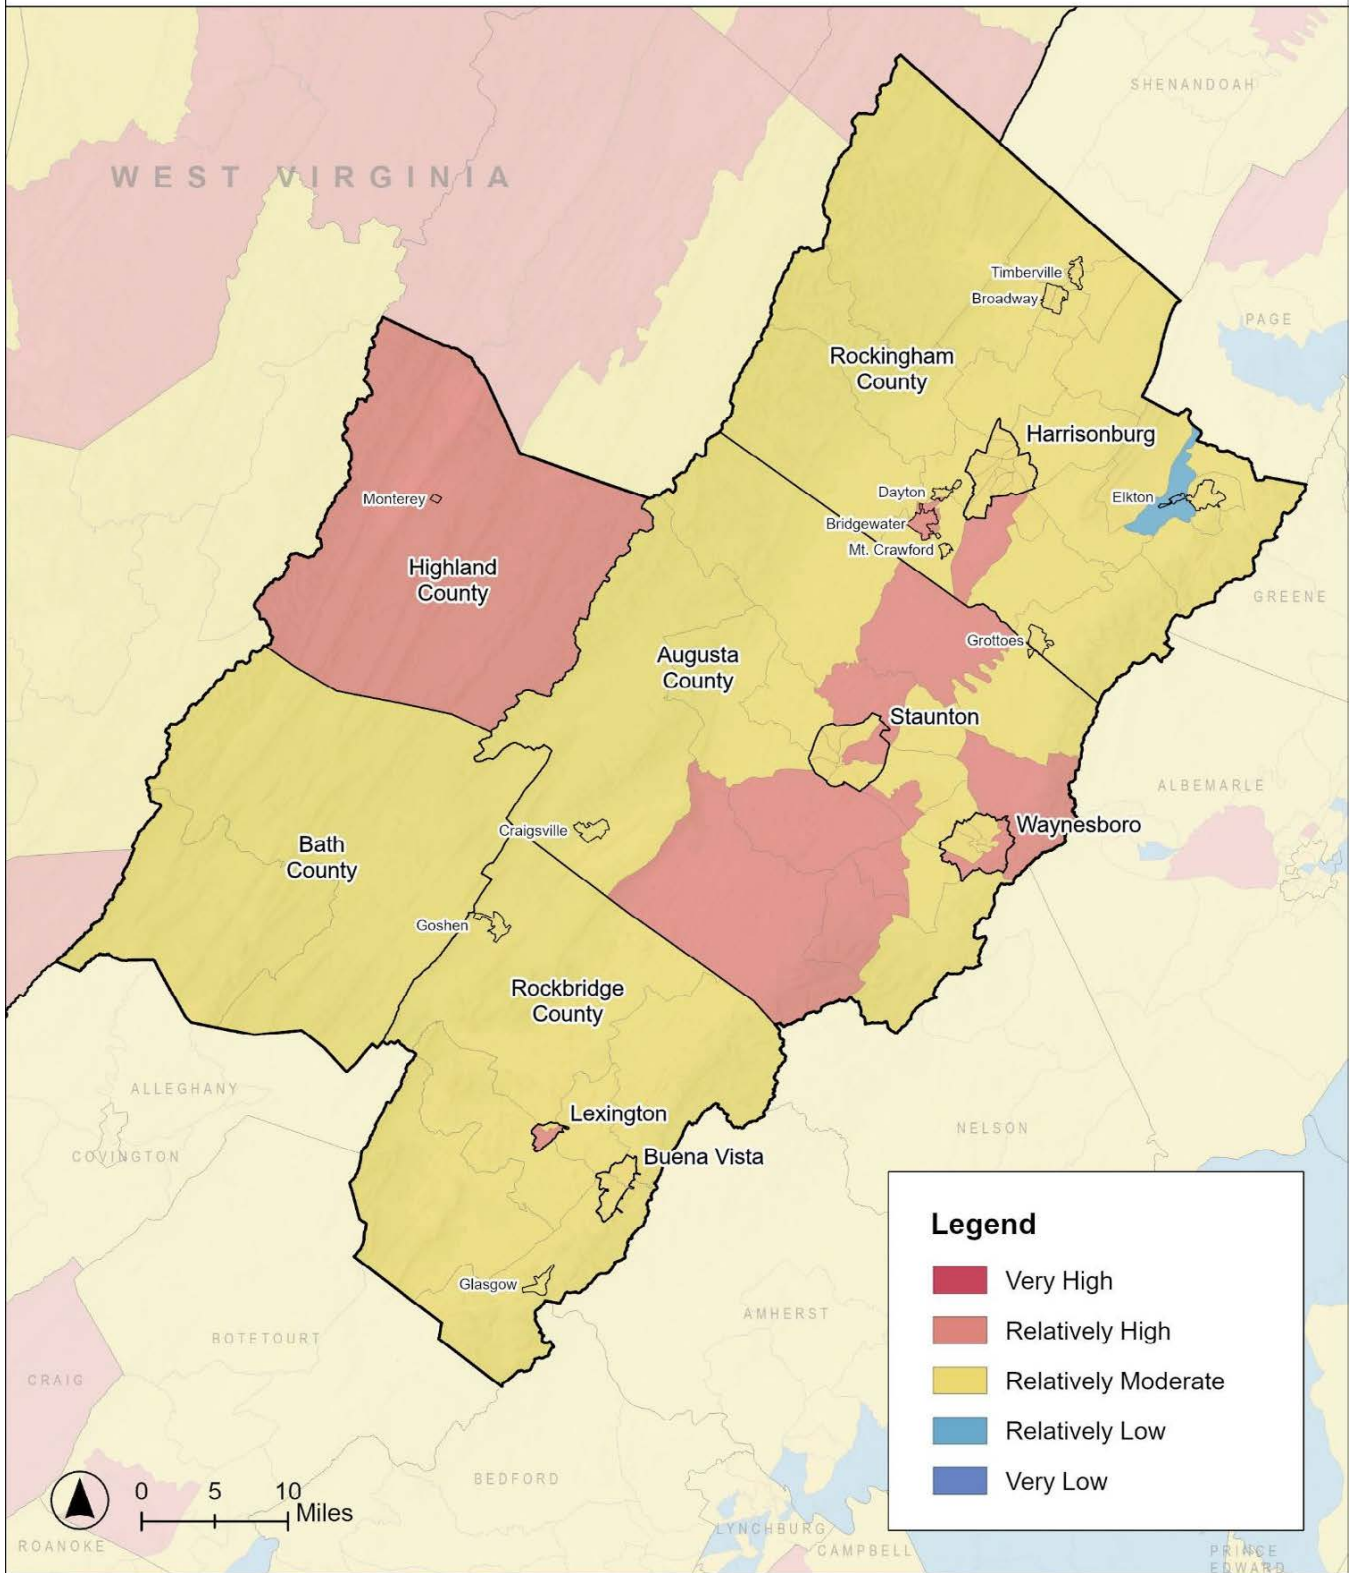 SHENANDOAH
WEST VIRGINIA
Timberville
Broadway
PAGE
Rockingham
County
Harrisonburg
Dayton
Elkton
Monterey
Bridgewater
Mt. Crawford
Highland
County
GREENE
Grottoes
Augusta
County
Staunton
ALBEMARLE
Craigsville
Waynesboro
Bath
County
Goshen
Rockbridge
County
ALLEGHANY
Lexington
NELSON
COVINGTON
Buena Vista
Legend
Very High
Glasgow
AMHERST
Relatively High
BOTETOURT
CRAIG
Relatively Moderate
Relatively Low
BEDFORD
Very Low
0 5 10
Miles
LYNCHBURG
ROANOKE
CAMPBELL
PRINCE
EDWARD